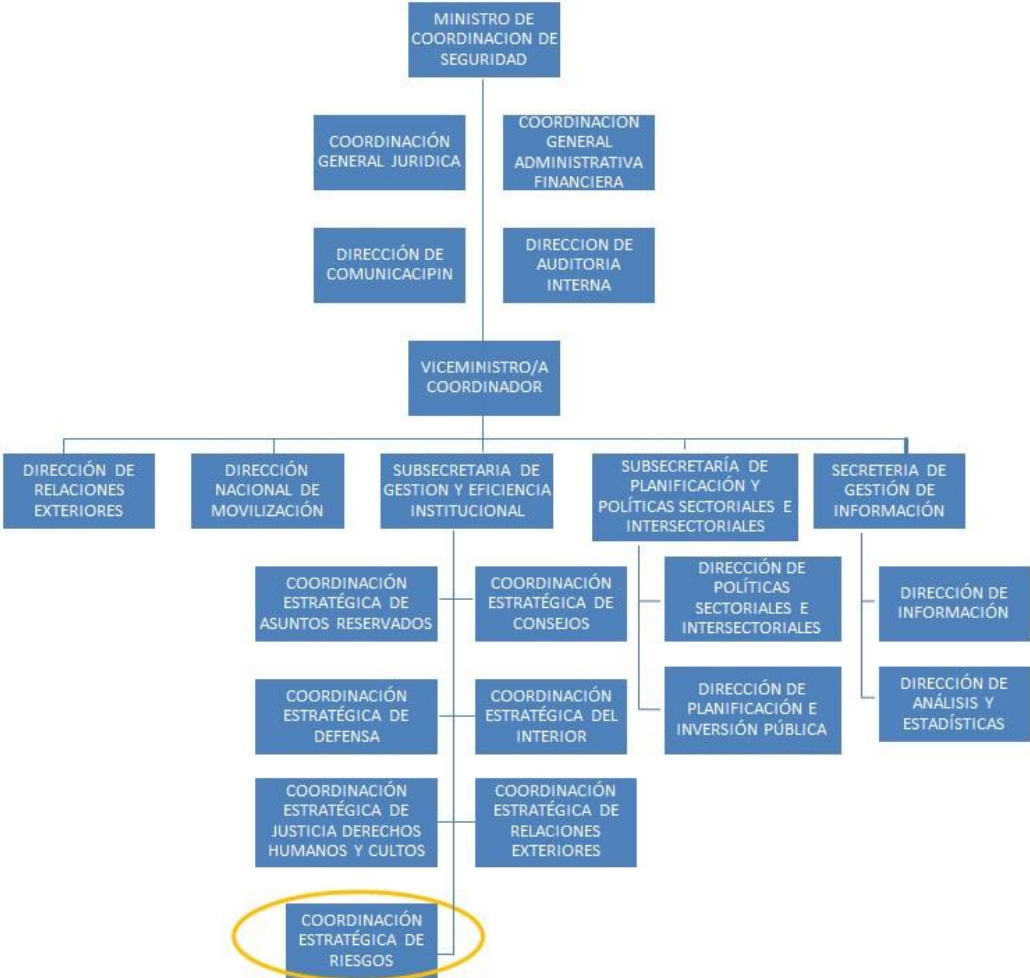 MINISTRO DE
COORDINACION DE
SEGURIDAD
COORDINACIÓN
GENERAL JURIDICA
COORDINACION
GENERAL
ADMINISTRATIVA
FINANCIERA
DIRECCIÓN DE
COMUNICACIPIN
DIRECCION DE
AUDITORIA
INTERNA
VICEMINISTRO/A
COORDINADOR
DIRECCIÓN DE
RELACIONES
EXTERIORES
DIRECCIÓN
NACIONAL DE
MOVILIZACIÓN
SUBSECRETARIA DE
GESTION Y EFICIENCIA
INSTITUCIONAL
SUBSECRETARÍA DE
PLANIFICACIÓN Y
POLÍTICAS SECTORIALES E
INTERSECTORIALES
SECRETERIA DE
GESTIÓN DE
INFORMACIÓN
COORDINACIÓN
ESTRATÉGICA DE
ASUNTOS RESERVADOS
COORDINACIÓN
ESTRATÉGICA DE
CONSEJOS
DIRECCIÓN DE
POLÍTICAS
SECTORIALES E
INTERSECTORIALES
DIRECCIÓN DE
INFORMACIÓN
COORDINACIÓN
ESTRATÉGICA DE
DEFENSA
COORDINACIÓN
ESTRATÉGICA DEL
INTERIOR
DIRECCIÓN DE
PLANIFICACIÓN E
INVERSIÓN PÚBLICA
DIRECCIÓN DE
ANÁLISIS Y
ESTADÍSTICAS
COORDINACIÓN
ESTRATÉGICA DE
JUSTICIA DERECHOS
HUMANOS Y CULTOS
COORDINACIÓN
ESTRATÉGICA DE
RELACIONES
EXTERIORES
COORDINACIÓN
ESTRATÉGICA DE
RIESGOS